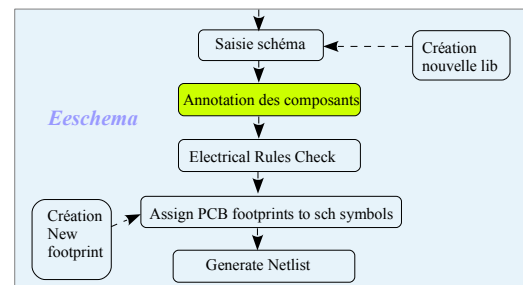 Saisie schéma
Création
nouvelle lib
Annotation des composants
Eeschema
Electrical Rules Check
Création
New
footprint
Assign PCB footprints to sch symbols
Generate Netlist